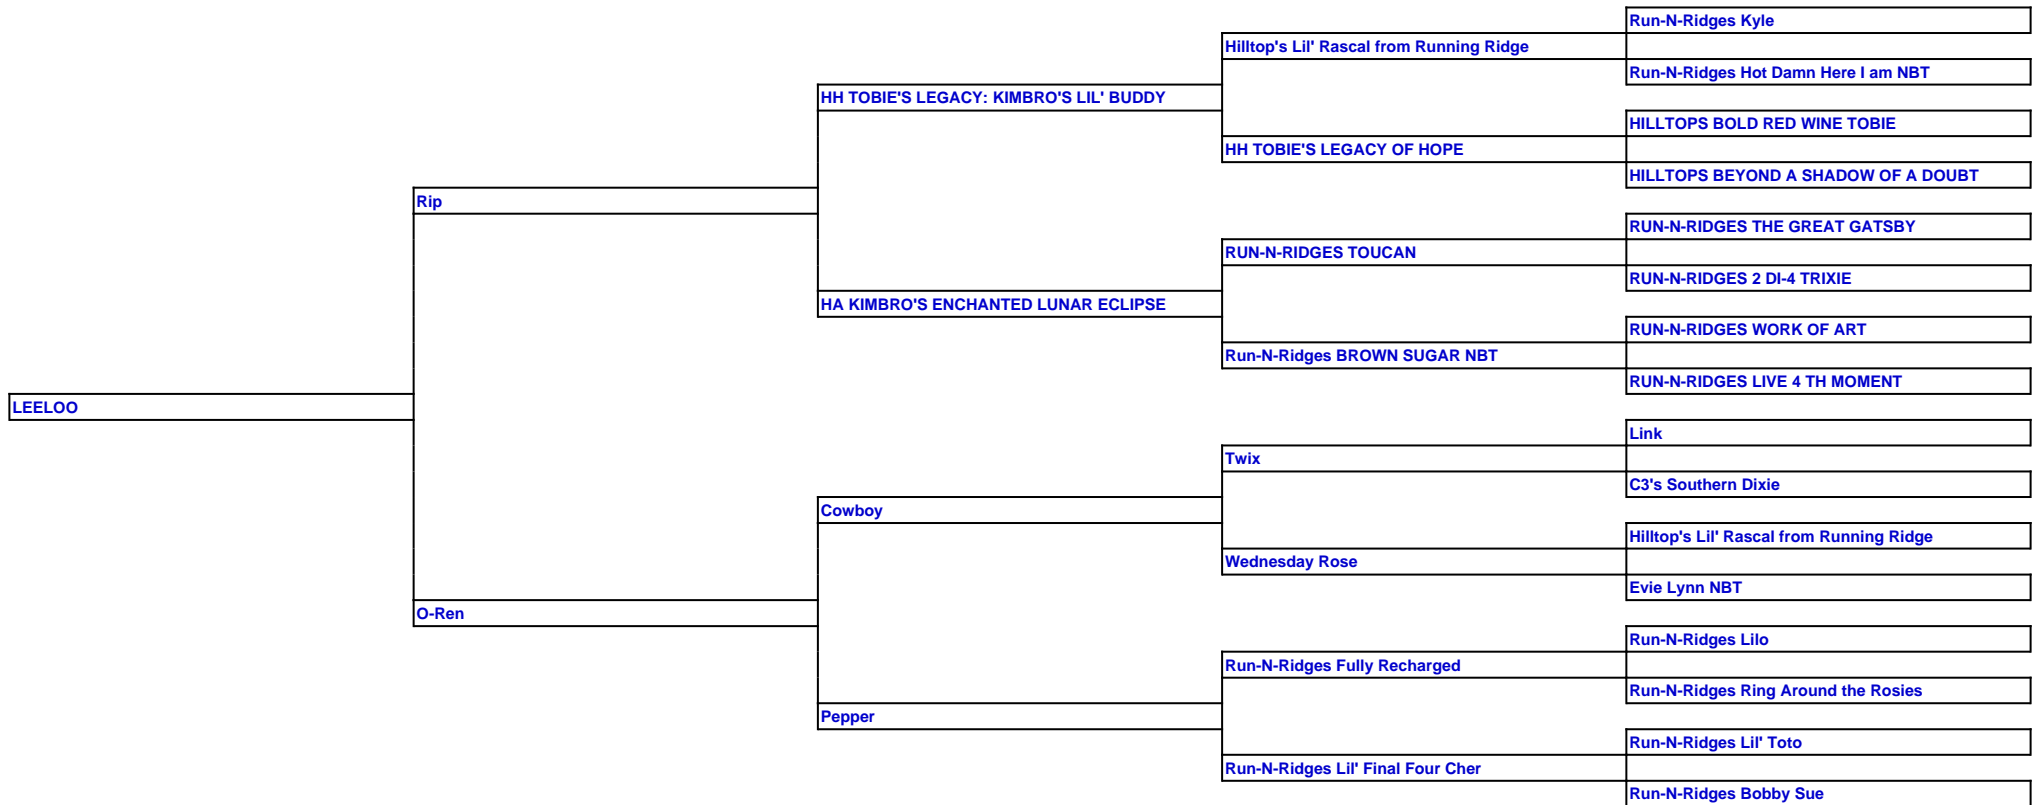 Run-N-Ridges Kyle
Hilltop's Lil' Rascal from Running Ridge
Run-N-Ridges Hot Damn Here I am NBT
HH TOBIE'S LEGACY: KIMBRO'S LIL' BUDDY
HILLTOPS BOLD RED WINE TOBIE
HH TOBIE'S LEGACY OF HOPE
HILLTOPS BEYOND A SHADOW OF A DOUBT
Rip
RUN-N-RIDGES THE GREAT GATSBY
RUN-N-RIDGES TOUCAN
RUN-N-RIDGES 2 DI-4 TRIXIE
HA KIMBRO'S ENCHANTED LUNAR ECLIPSE
RUN-N-RIDGES WORK OF ART
Run-N-Ridges BROWN SUGAR NBT
RUN-N-RIDGES LIVE 4 TH MOMENT
LEELOO
Link
Twix
C3's Southern Dixie
Cowboy
Hilltop's Lil' Rascal from Running Ridge
Wednesday Rose
Evie Lynn NBT
O-Ren
Run-N-Ridges Lilo
Run-N-Ridges Fully Recharged
Run-N-Ridges Ring Around the Rosies
Pepper
Run-N-Ridges Lil' Toto
Run-N-Ridges Lil' Final Four Cher
Run-N-Ridges Bobby Sue